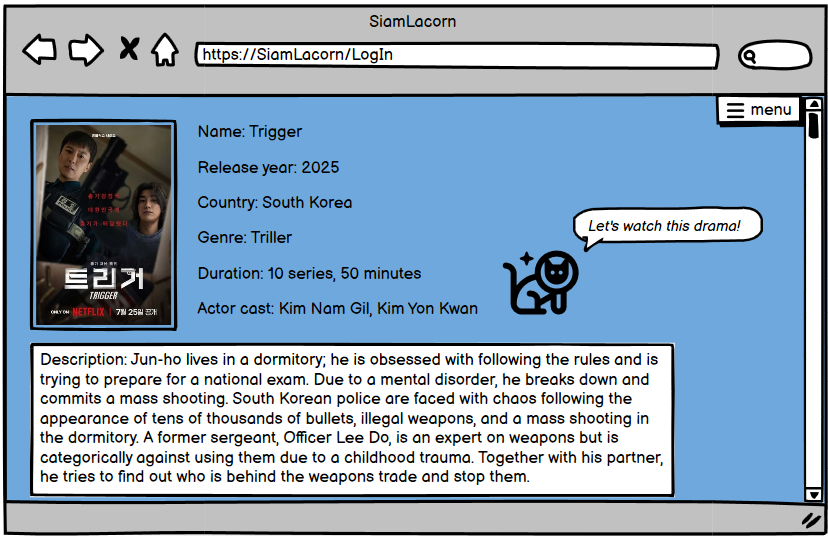 SiamLacorn
https://SiamLacorn/LogIn
menu
Name: Trigger
Release year: 2025
Country: South Korea
Genre: Triller
Duration: 10 series, 50 minutes
Actor cast: Kim Nam Gil, Kim Yon Kwan
Let's watch this drama!
트리거
TRIGGER
ONLY ON NETFLIX | 7월 25일 공개
Description: Jun-ho lives in a dormitory; he is obsessed with following the rules and is
trying to prepare for a national exam. Due to a mental disorder, he breaks down and
commits a mass shooting. South Korean police are faced with chaos following the
appearance of tens of thousands of bullets, illegal weapons, and a mass shooting in
the dormitory. A former sergeant, Officer Lee Do, is an expert on weapons but is
categorically against using them due to a childhood trauma. Together with his partner,
he tries to find out who is behind the weapons trade and stop them.